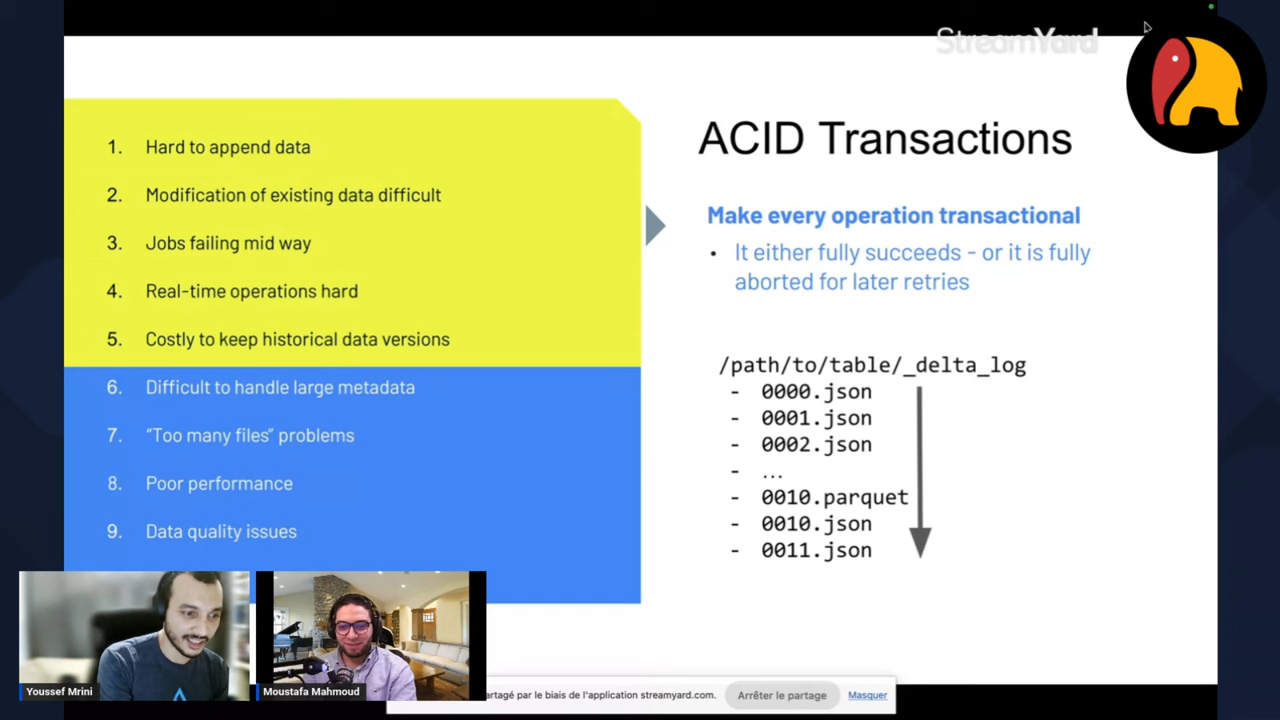 StreamYard
1. Hard to append data
2. Modification of existing data difficult
3. Jobs failing mid way
4. Real-time operations hard
5. Costly to keep historical data versions
6. Difficult to handle large metadata
7. “Too many files” problems
8. Poor performance
9. Data quality issues
ACID Transactions
Make every operation transactional
• It either fully succeeds - or it is fully
aborted for later retries
/path/to/table/_delta_log
- 0000.json
- 0001.json
- 0002.json
- ...
- 0010.parquet
- 0010.json
- 0011.json
Youssef Mrini
Moustafa Mahmoud
partagé par le biais de l'application streamyard.com.
Arrêter le partage
Masquer